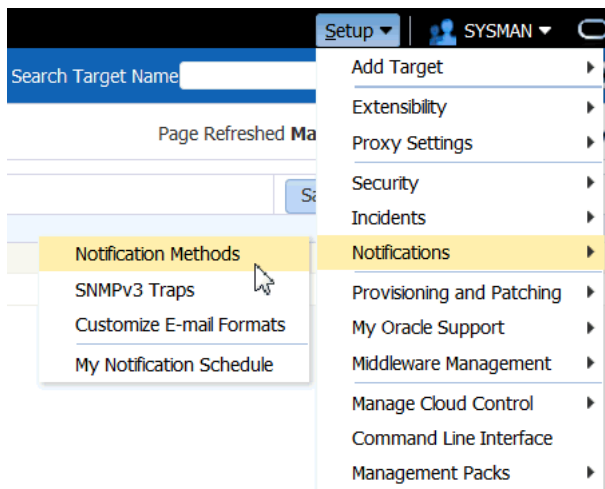 Setup
SYSMAN
Search Target Name
Page Refreshed Ma
Sa
Add Target
Extensibility
Proxy Settings
Security
Incidents
Notifications
Provisioning and Patching
My Oracle Support
Middleware Management
Manage Cloud Control
Command Line Interface
Management Packs
Notification Methods
SNMPv3 Traps
Customize E-mail Formats
My Notification Schedule